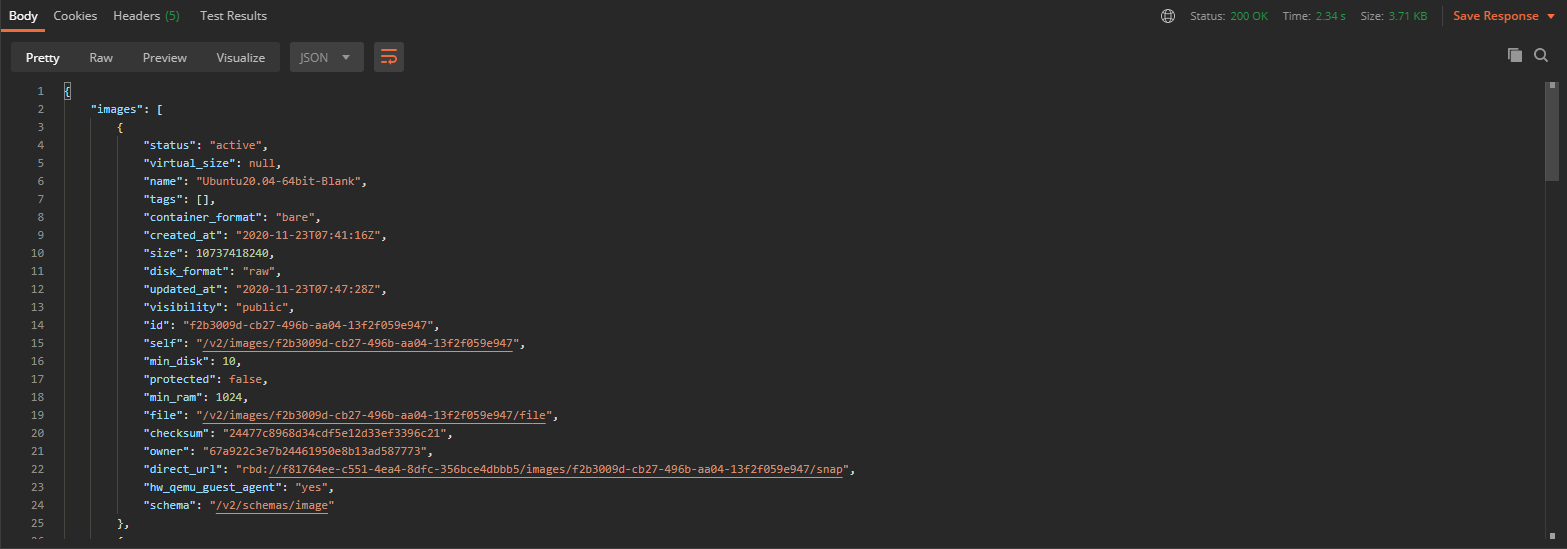 Body Cookies Headers (5) Test Results Status: 200 OK Time: 2.34 s Size: 3.71 KB Save Response
Pretty Raw Preview Visualize JSON
1 {
2 "images": [
3 {
4 "status": "active",
5 "virtual_size": null,
6 "name": "Ubuntu20.04-64bit-Blank",
7 "tags": [],
8 "container_format": "bare",
9 "created_at": "2020-11-23T07:41:16Z",
10 "size": 10737418240,
11 "disk_format": "raw",
12 "updated_at": "2020-11-23T07:47:28Z",
13 "visibility": "public",
14 "id": "f2b3009d-cb27-496b-aa04-13f2f059e947",
15 "self": "/v2/images/f2b3009d-cb27-496b-aa04-13f2f059e947",
16 "min_disk": 10,
17 "protected": false,
18 "min_ram": 1024,
19 "file": "/v2/images/f2b3009d-cb27-496b-aa04-13f2f059e947/file",
20 "checksum": "24477c8968d34cdf5e12d33ef3396c21",
21 "owner": "67a922c3e7b24461950e8b13ad587773",
22 "direct_url": "rbd://f81764ee-c551-4ea4-8dfc-356bce4dbbb5/images/f2b3009d-cb27-496b-aa04-13f2f059e947/snap",
23 "hw_qemu_guest_agent": "yes",
24 "schema": "/v2/schemas/image"
25 },
26 {